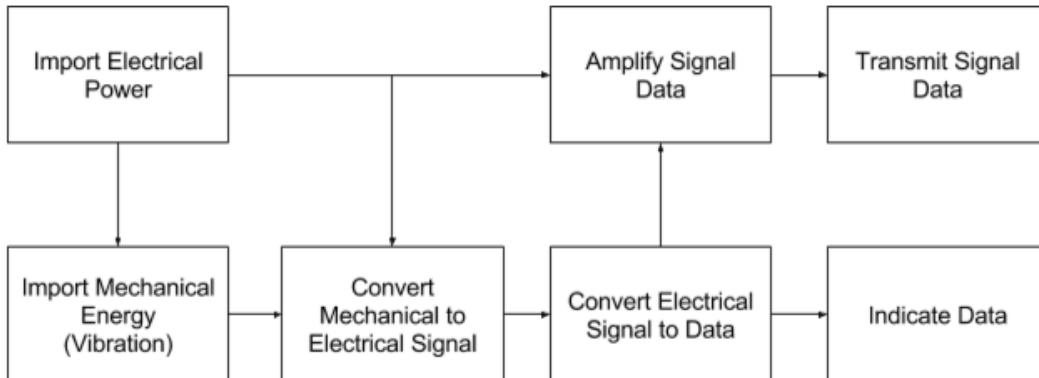 Import Electrical
Power
Amplify Signal
Data
Transmit Signal
Data
Import Mechanical
Energy
(Vibration)
Convert
Mechanical to
Electrical Signal
Convert Electrical
Signal to Data
Indicate Data